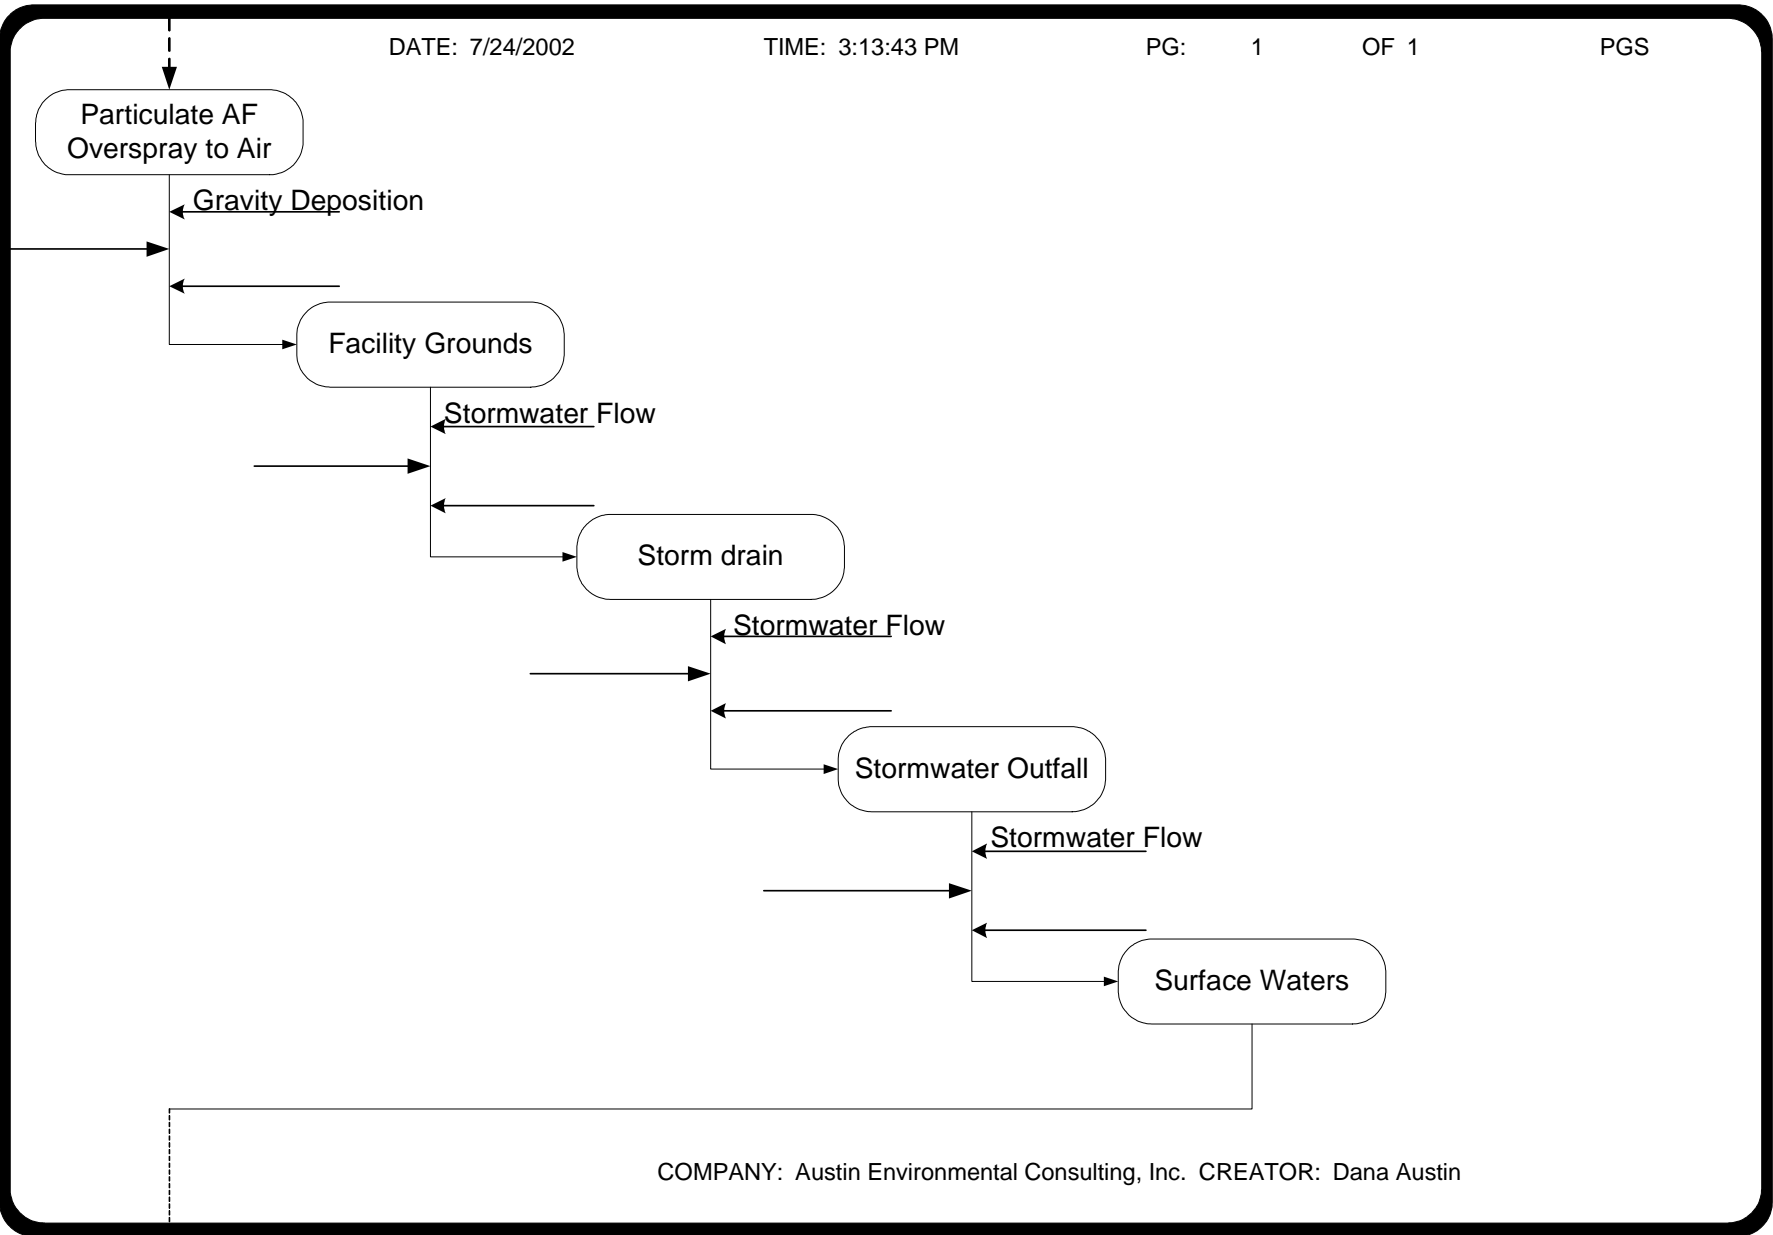 DATE: 7/24/2002 TIME: 3:13:43 PM PG: 1 OF 1 PGS
Particulate AF
Overspray to Air
Gravity Deposition
Facility Grounds
Stormwater Flow
Storm drain
Stormwater Flow
Stormwater Outfall
Stormwater Flow
Surface Waters
COMPANY: Austin Environmental Consulting, Inc. CREATOR: Dana Austin